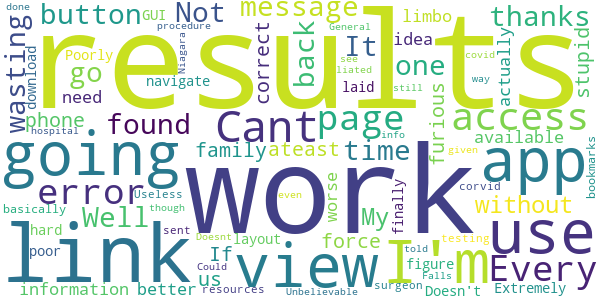 done procedure General
button GUI Not message limbo thanks
wasting download Poorly Niagara results It idea
go back one see covid actually stupids
need navigate correct liated still way
phone found Cant page laid furious access
going family ateast time info available
error work worse without app given bookmarks
hospital Useless even finally corvid
basically Well though My I'm use
hard sent Doesnt layout If force told testing Every
poor link Could us view figure Falls surgeon
information better resources Unbelievable Doesn't Extremely